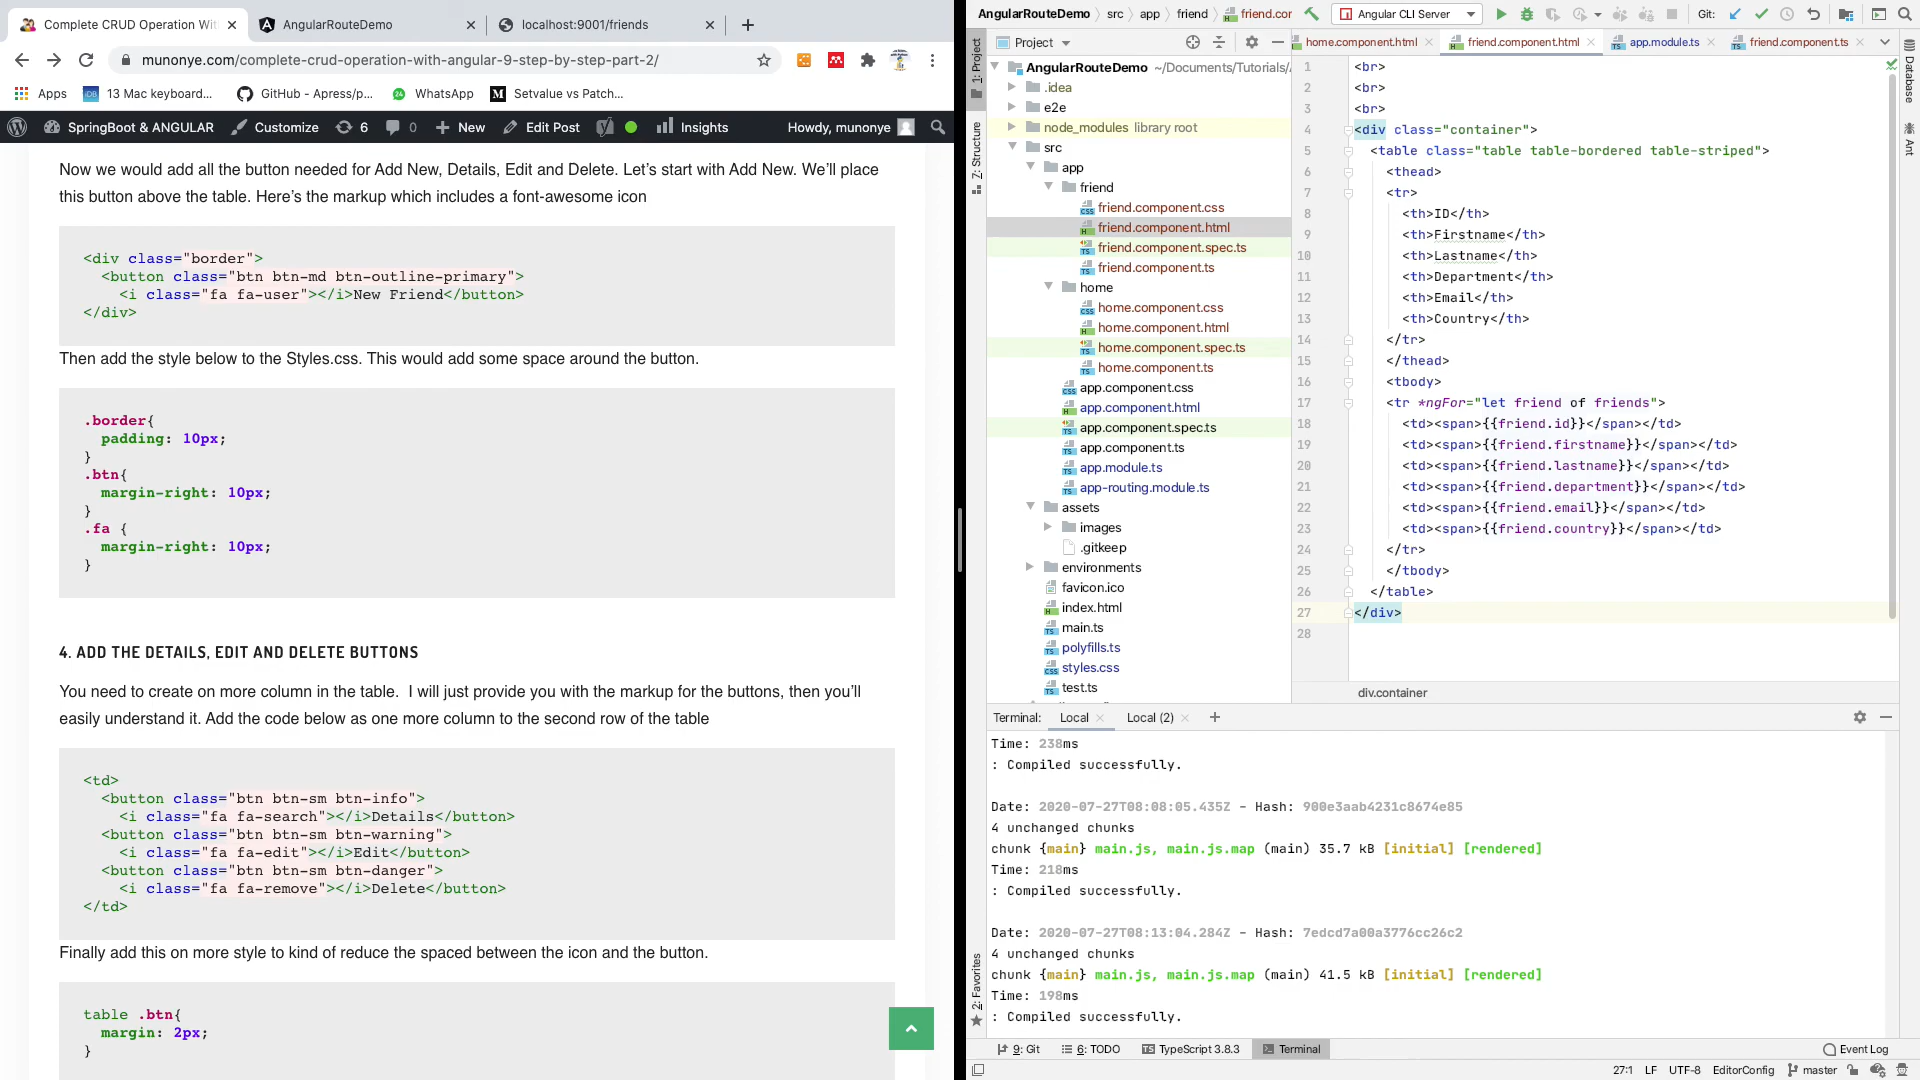 Complete CRUD Operation Wit
AngularRouteDemo
localhost:9001/friends
munonye.com/complete-crud-operation-with-angular-9-step-by-step-part-2/
Apps
13 Mac keyboard...
GitHub - Apress/p...
WhatsApp
Setvalue vs Patch...
SpringBoot & ANGULAR
Customize
6
0
New
Edit Post
Insights
Howdy, munonye
Now we would add all the button needed for Add New, Details, Edit and Delete. Let's start with Add New. We'll place
this button above the table. Here's the markup which includes a font-awesome icon
<div class="border">
<button class="btn btn-md btn-outline-primary">
<i class="fa fa-user"></i>New Friend</button>
</div>
Then add the style below to the Styles.css. This would add some space around the button.
.border{
padding: 10px;
}
.btn{
margin-right: 10px;
}
.fa {
margin-right: 10px;
}
4. ADD THE DETAILS, EDIT AND DELETE BUTTONS
You need to create on more column in the table.  I will just provide you with the markup for the buttons, then you'll
easily understand it. Add the code below as one more column to the second row of the table
<td>
<button class="btn btn-sm btn-info">
<i class="fa fa-search"></i>Details</button>
<button class="btn btn-sm btn-warning">
<i class="fa fa-edit"></i>Edit</button>
<button class="btn btn-sm btn-danger">
<i class="fa fa-remove"></i>Delete</button>
</td>
Finally add this on more style to kind of reduce the spaced between the icon and the button.
table .btn{
margin: 2px;
}
AngularRouteDemo
src
app
friend
friend.cor
Angular CLI Server
Git:
Project
home.component.html
friend.component.html
app.module.ts
friend.component.ts
1: Project
Z: Structure
2: Favorites
Database
Ant
AngularRouteDemo ~/Documents/Tutorials/
.idea
e2e
node_modules library root
src
app
friend
friend.component.css
friend.component.html
friend.component.spec.ts
friend.component.ts
home
home.component.css
home.component.html
home.component.spec.ts
home.component.ts
app.component.css
app.component.html
app.component.spec.ts
app.component.ts
app.module.ts
app-routing.module.ts
assets
images
.gitkeep
environments
favicon.ico
index.html
main.ts
polyfills.ts
styles.css
test.ts
1 <br>
2 <br>
3 <br>
4 <div class="container">
5 <table class="table table-bordered table-striped">
6 <thead>
7 <tr>
8 <th>ID</th>
9 <th>Firstname</th>
10 <th>Lastname</th>
11 <th>Department</th>
12 <th>Email</th>
13 <th>Country</th>
14 </tr>
15 </thead>
16 <tbody>
17 <tr *ngFor="let friend of friends">
18 <td><span>{{friend.id}}</span></td>
19 <td><span>{{friend.firstname}}</span></td>
20 <td><span>{{friend.lastname}}</span></td>
21 <td><span>{{friend.department}}</span></td>
22 <td><span>{{friend.email}}</span></td>
23 <td><span>{{friend.country}}</span></td>
24 </tr>
25 </tbody>
26 </table>
27 </div>
28
div.container
Terminal:
Local
Local (2)
Time: 238ms
: Compiled successfully.
Date: 2020-07-27T08:08:05.435Z - Hash: 900e3aab4231c8674e85
4 unchanged chunks
chunk {main} main.js, main.js.map (main) 35.7 kB [initial] [rendered]
Time: 218ms
: Compiled successfully.
Date: 2020-07-27T08:13:04.284Z - Hash: 7edcd7a00a3776cc26c2
4 unchanged chunks
chunk {main} main.js, main.js.map (main) 41.5 kB [initial] [rendered]
Time: 198ms
: Compiled successfully.
9: Git
6: TODO
TypeScript 3.8.3
Terminal
Event Log
27:1
LF
UTF-8
EditorConfig
master